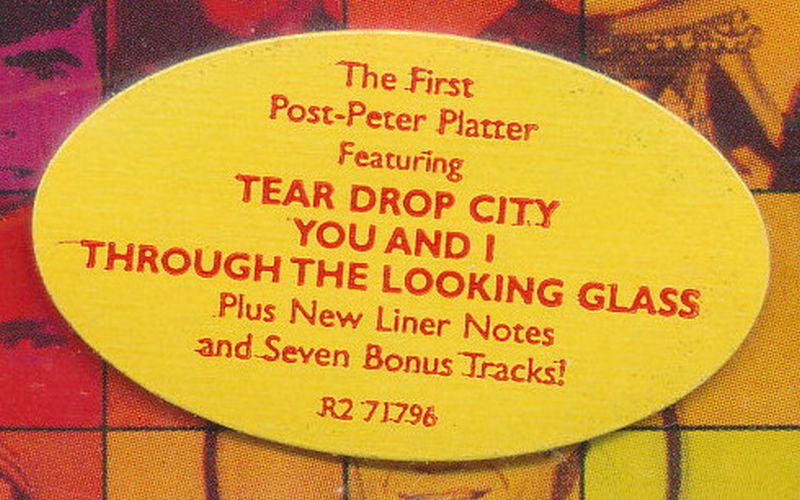 The First
Post-Peter Platter
Featuring
TEAR DROP CITY
YOU AND I
THROUGH THE LOOKING GLASS
Plus New Liner Notes
and Seven Bonus Tracks!
R2 71796